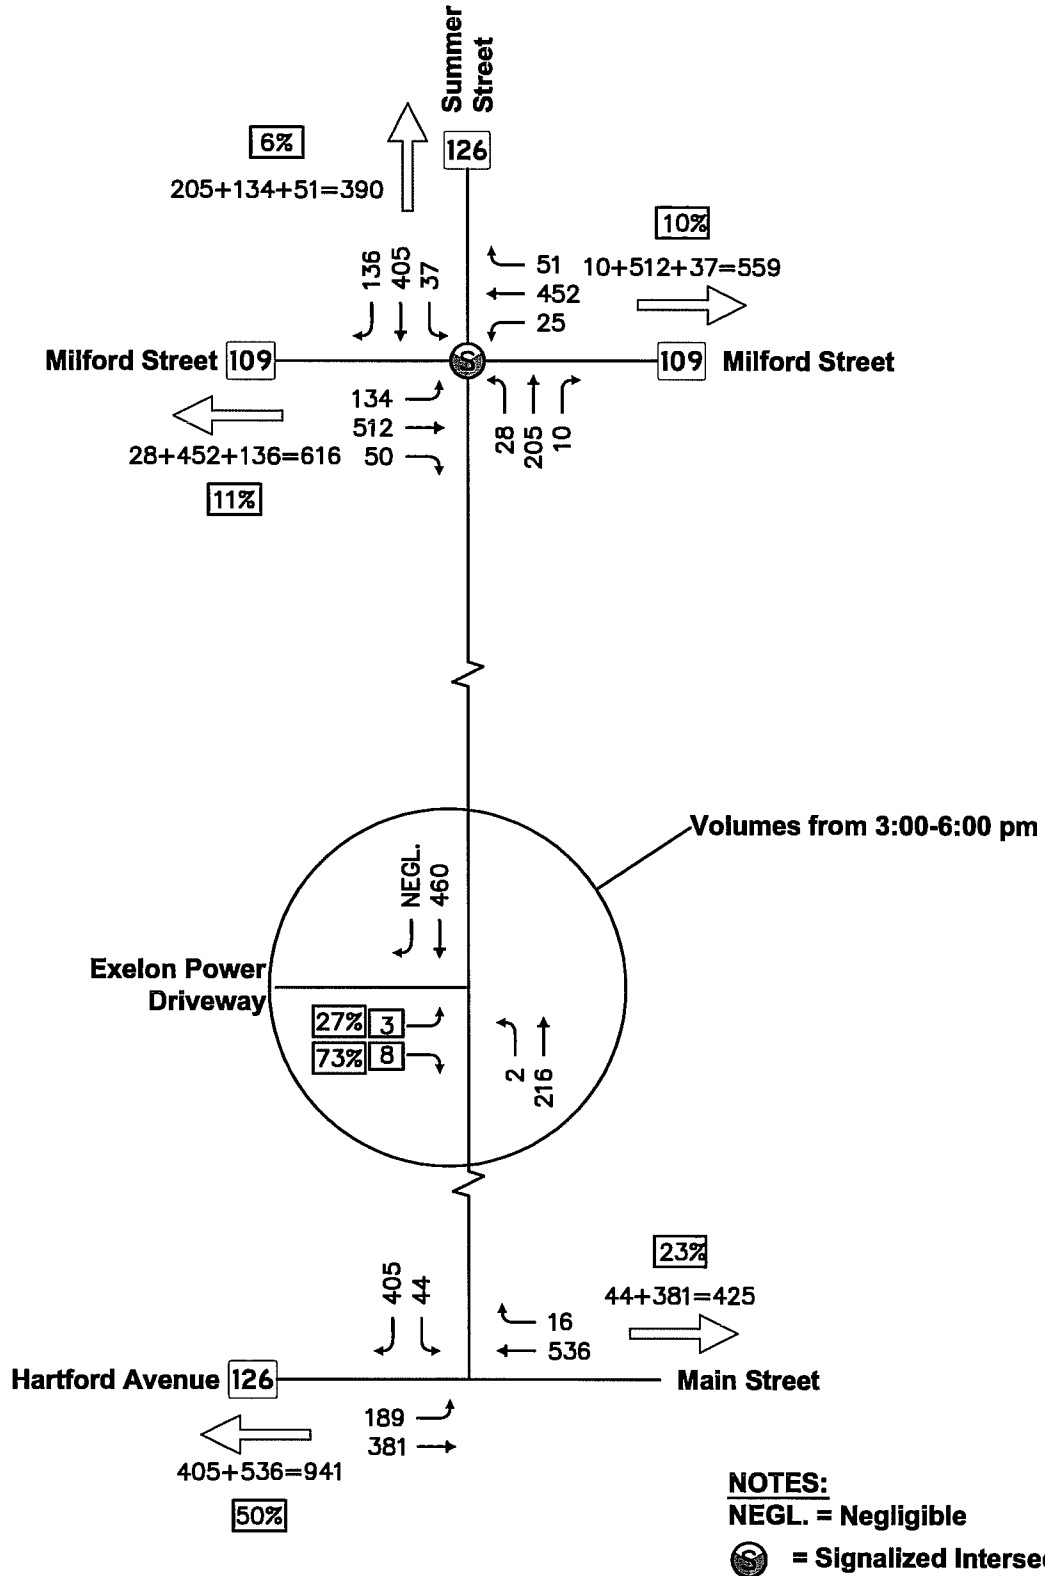 Summer
Street
126
6%
205+134+51=390
10%
10+512+37=559
136
405
37
51
452
25
Milford Street 109
109 Milford Street
S
134
512
50
28
205
10
28+452+136=616
11%
Volumes from 3:00-6:00 pm
NEGL.
460
Exelon Power
Driveway
27% 3
73% 8
2
216
23%
44+381=425
405
44
16
536
Hartford Avenue 126
Main Street
189
381
405+536=941
50%
NOTES:
NEGL. = Negligible
S = Signalized Intersec